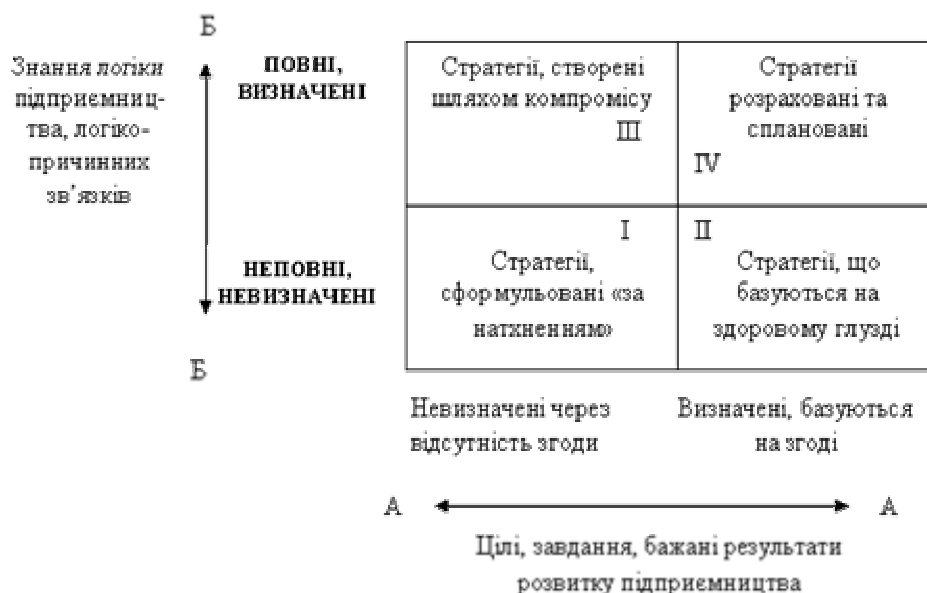 Б
Знання логіки
підприємниц-
тва, логіко-
причинних
зв’язків
ПОВНІ,
ВИЗНАЧЕНІ
Стратегії, створені
шляхом компромісу
III
Стратегії
розраховані та
сплановані
IV
НЕПОВНІ,
НЕВИЗНАЧЕНІ
I
Стратегії,
сформульовані «за
натхненням»
II
Стратегії, що
базуються на
здоровому глузді
Б
Невизначені через
відсутність згоди
Визначені, базуються
на згоді
А
А
Цілі, завдання, бажані результати
розвитку підприємництва